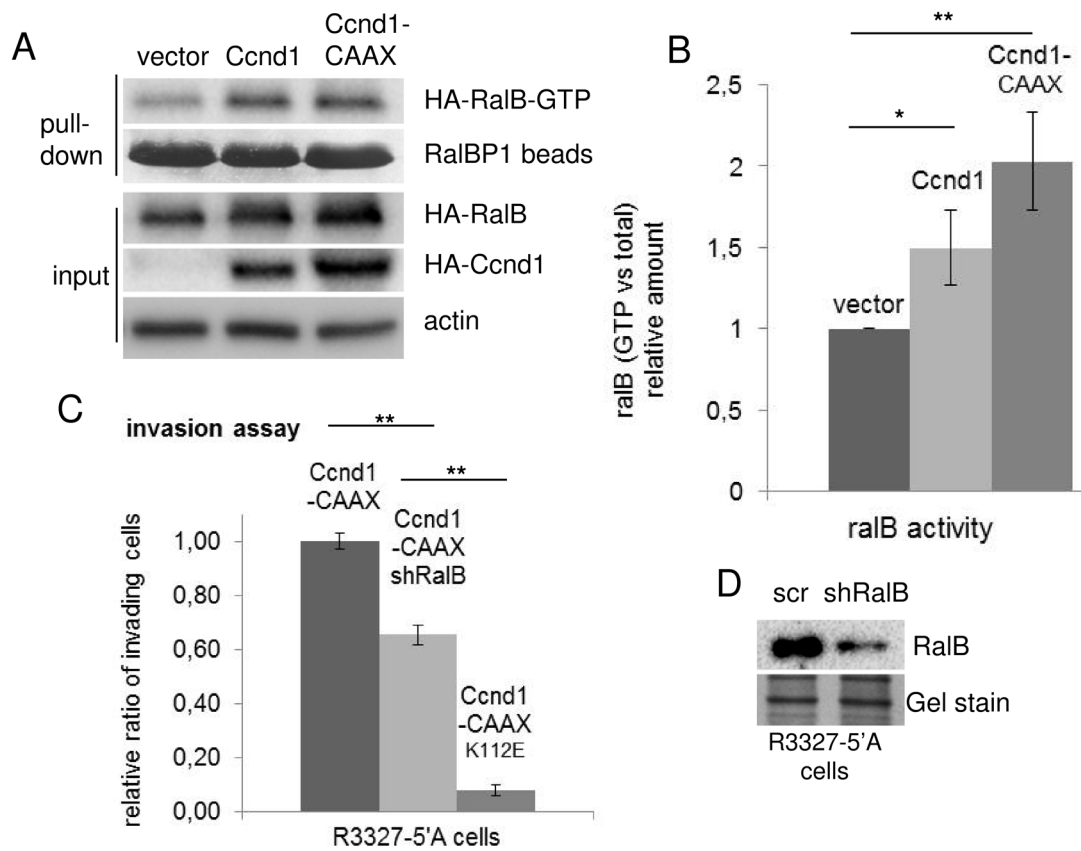 A
vector Ccnd1 Ccnd1-
CAAX
pull-
down
HA-RalB-GTP
RalBP1 beads
input
HA-RalB
HA-Ccnd1
actin
B
**
*
Ccnd1-
CAAX
Ccnd1
vector
ralB (GTP vs total)
relative amount
2,5
2
1,5
1
0,5
0
ralB activity
C
invasion assay
**
**
Ccnd1
-CAAX
Ccnd1
-CAAX
shRalB
Ccnd1
-CAAX
K112E
relative ratio of invading cells
1,00
0,80
0,60
0,40
0,20
0,00
R3327-5'A cells
D
scr shRalB
RalB
Gel stain
R3327-5'A
cells